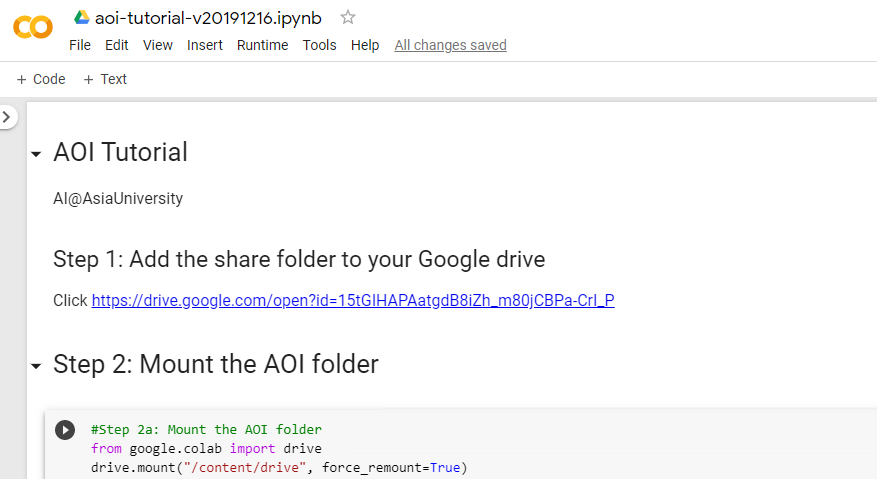 aoi-tutorial-v20191216.ipynb
File Edit View Insert Runtime Tools Help All changes saved
+ Code + Text
AOI Tutorial
AI@AsiaUniversity
Step 1: Add the share folder to your Google drive
Click https://drive.google.com/open?id=15tGIHAPAatgdB8iZh_m80jCBPa-CrI_P
Step 2: Mount the AOI folder
#Step 2a: Mount the AOI folder
from google.colab import drive
drive.mount("/content/drive", force_remount=True)